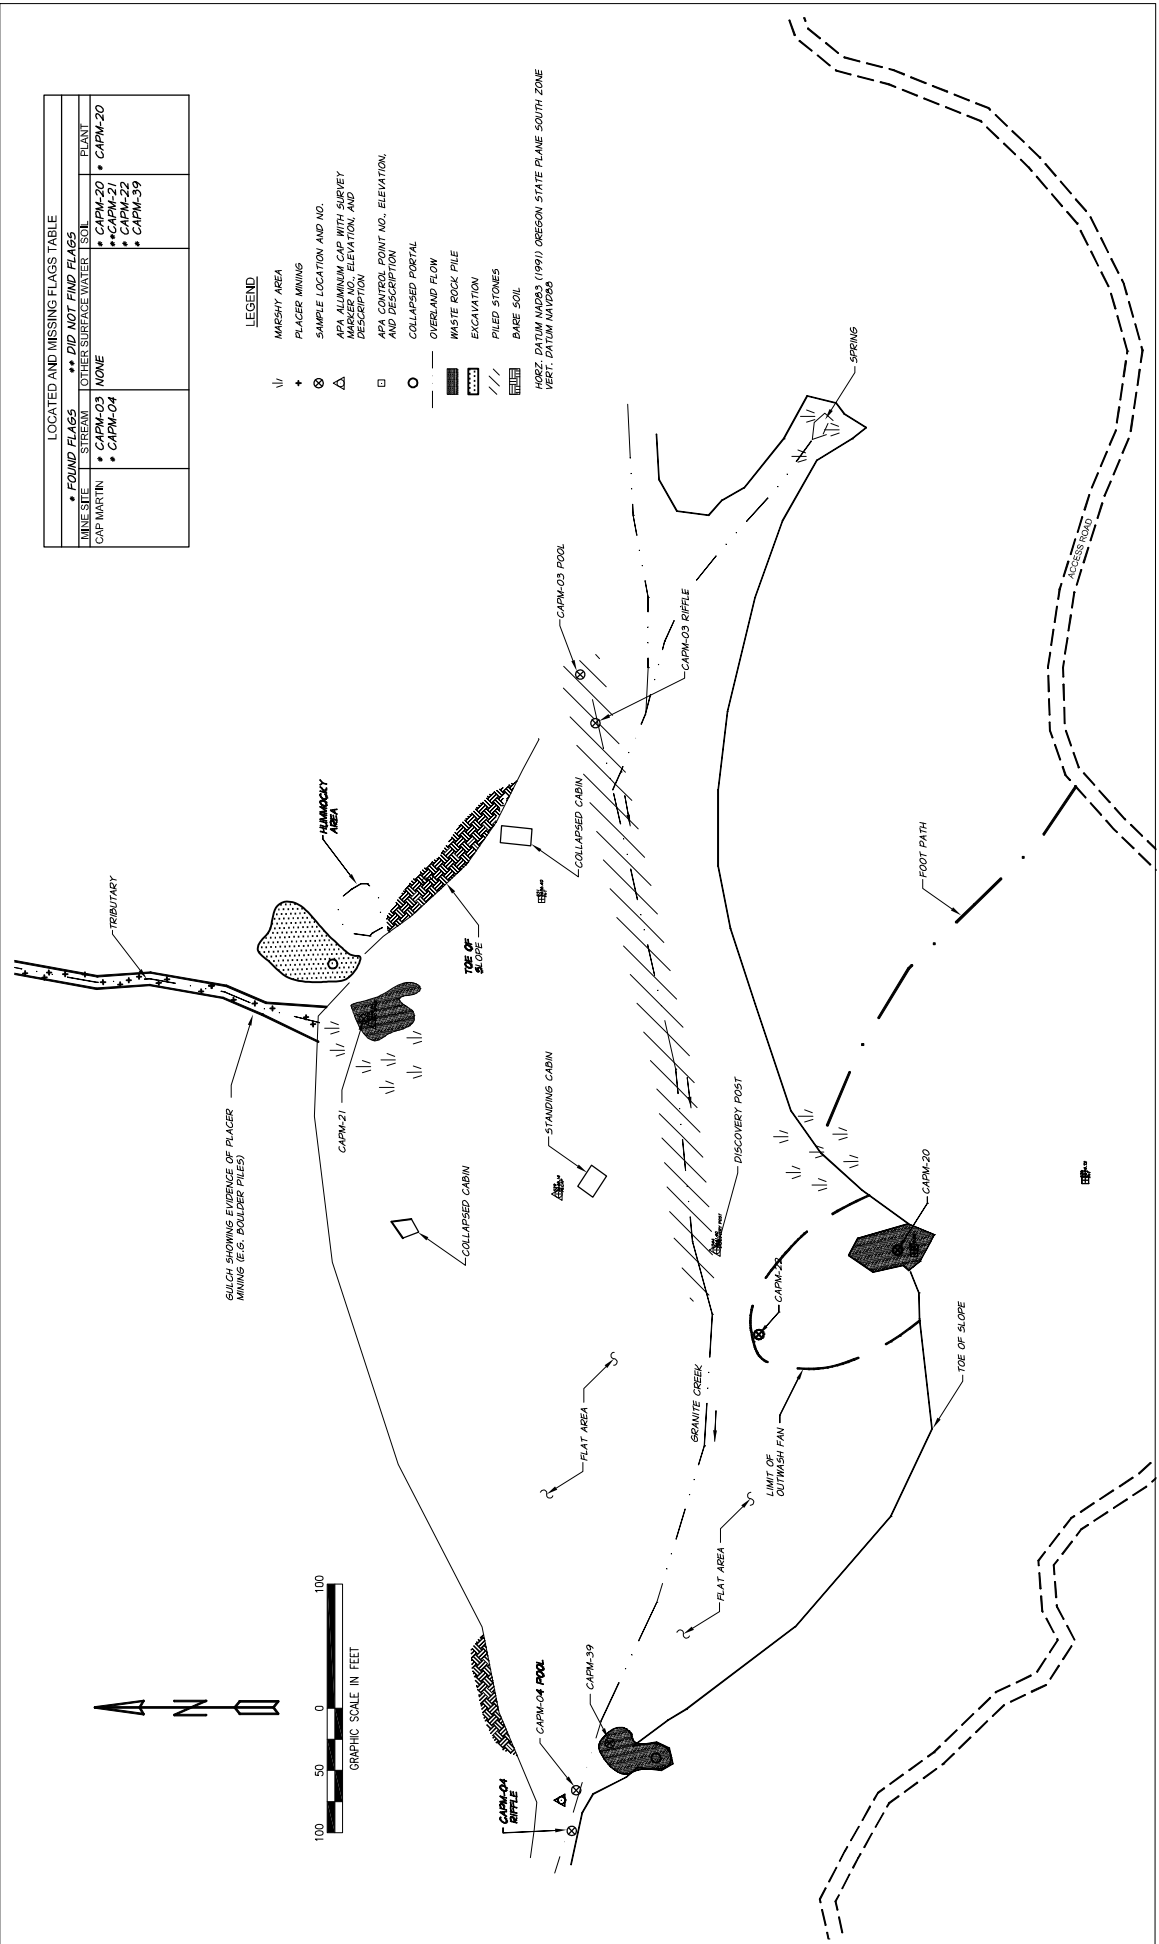 LOCATED AND MISSING FLAGS TABLE
* FOUND FLAGS ** DID NOT FIND FLAGS
MINE SITE STREAM OTHER SURFACE WATER SOIL PLANT
CAP MARTIN * CAPM-03 NONE * CAPM-20 * CAPM-20
* CAPM-04 **CAPM-21
* CAPM-22
* CAPM-39
LEGEND
MARSHY AREA
PLACER MINING
SAMPLE LOCATION AND NO.
APA ALUMINUM CAP WITH SURVEY
MARKER NO., ELEVATION, AND
DESCRIPTION
APA CONTROL POINT NO., ELEVATION,
AND DESCRIPTION
COLLAPSED PORTAL
OVERLAND FLOW
WASTE ROCK PILE
EXCAVATION
PILED STONES
BARE SOIL
HORZ. DATUM NAD83 (1991) OREGON STATE PLANE SOUTH ZONE
VERT. DATUM NAVD88
TRIBUTARY
HUMMOCKY
AREA
GULCH SHOWING EVIDENCE OF PLACER
MINING (E.G. BOULDER PILES)
CAPM-21
TOE OF
SLOPE
COLLAPSED CABIN
CAPM-03 POOL
CAPM-03 RIFFLE
SPRING
ACCESS ROAD
COLLAPSED CABIN
STANDING CABIN
DISCOVERY POST
FOOT PATH
CAPM-20
CAPM-22
FLAT AREA
GRANITE CREEK
LIMIT OF
OUTWASH FAN
TOE OF SLOPE
FLAT AREA
CAPM-39
CAPM-04 POOL
CAPM-04
RIFFLE
N
100 50 0 100
GRAPHIC SCALE IN FEET